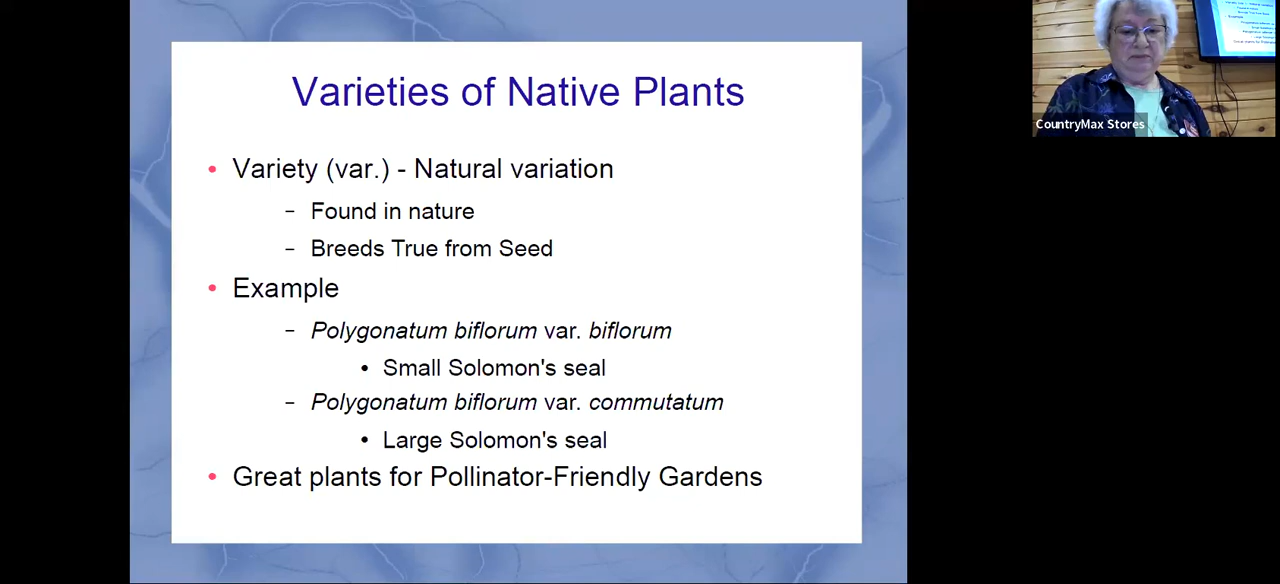 Varieties of Native Plants
• Variety (var.) - Natural variation
– Found in nature
– Breeds True from Seed
• Example
– Polygonatum biflorum var. biflorum
• Small Solomon's seal
– Polygonatum biflorum var. commutatum
• Large Solomon's seal
• Great plants for Pollinator-Friendly Gardens
CountryMax Stores